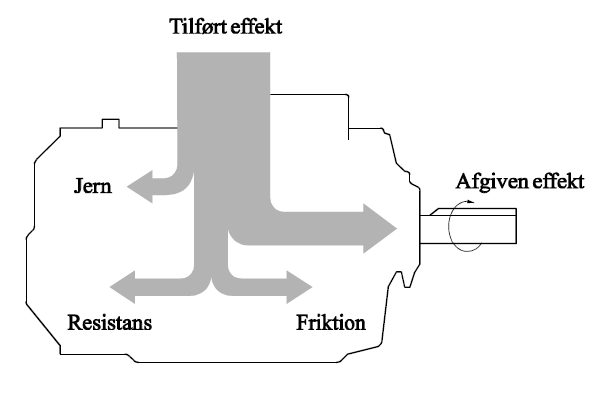 Tilført effekt
Jern
Afgiven effekt
Resistans
Friktion